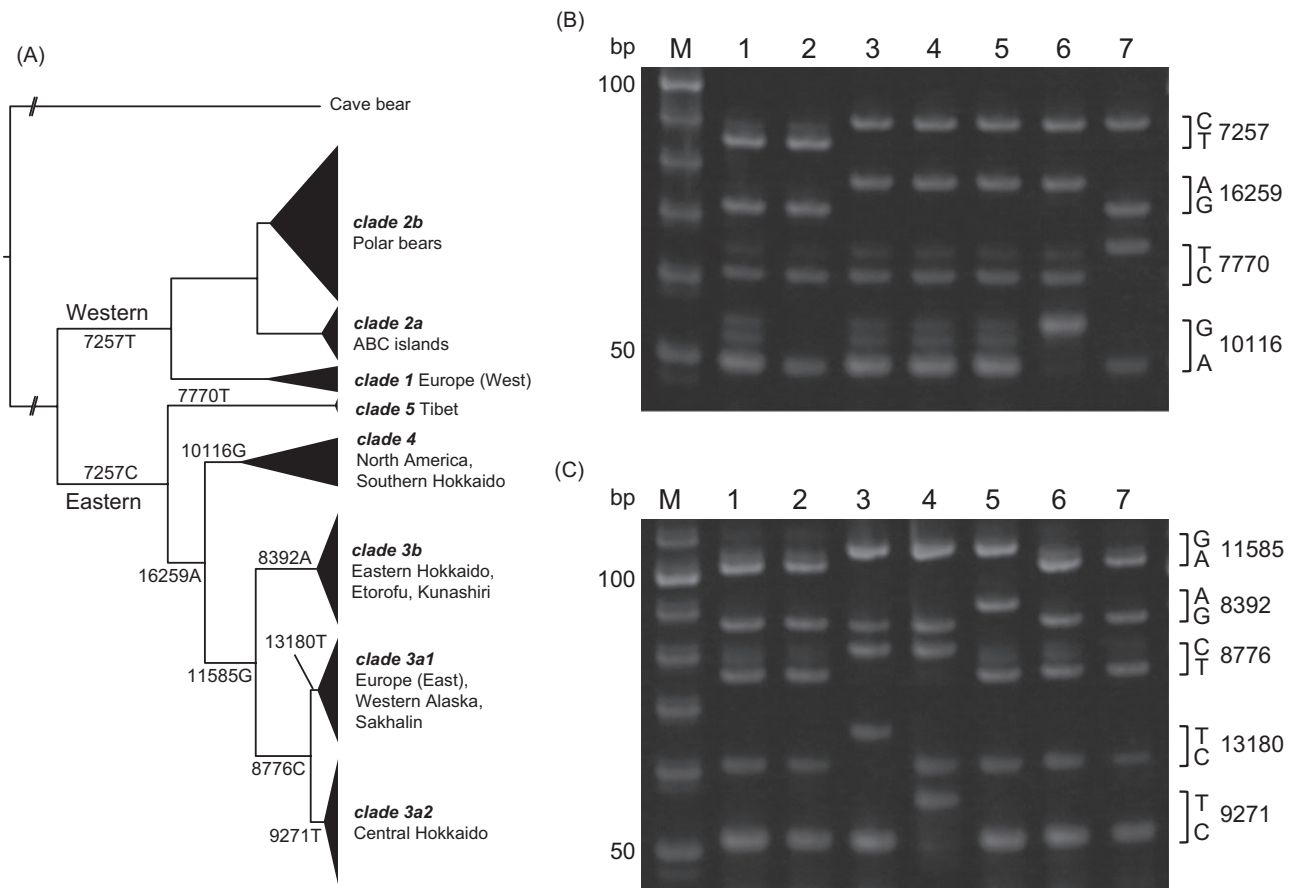 (A)
Cave bear
clade 2b
Polar bears
Western
7257T
clade 2a
ABC islands
clade 1 Europe (West)
7770T
clade 5 Tibet
10116G
clade 4
North America,
Southern Hokkaido
7257C
Eastern
16259A
8392A
clade 3b
Eastern Hokkaido,
Etorofu, Kunashiri
13180T
11585G
clade 3a1
Europe (East),
Western Alaska,
Sakhalin
8776C
clade 3a2
Central Hokkaido
9271T
(B)
bp M 1 2 3 4 5 6 7
100
50
C
T
7257
A
G
16259
T
C
7770
G
A
10116
(C)
bp M 1 2 3 4 5 6 7
100
50
G
A
11585
A
G
8392
C
T
8776
T
C
13180
T
C
9271